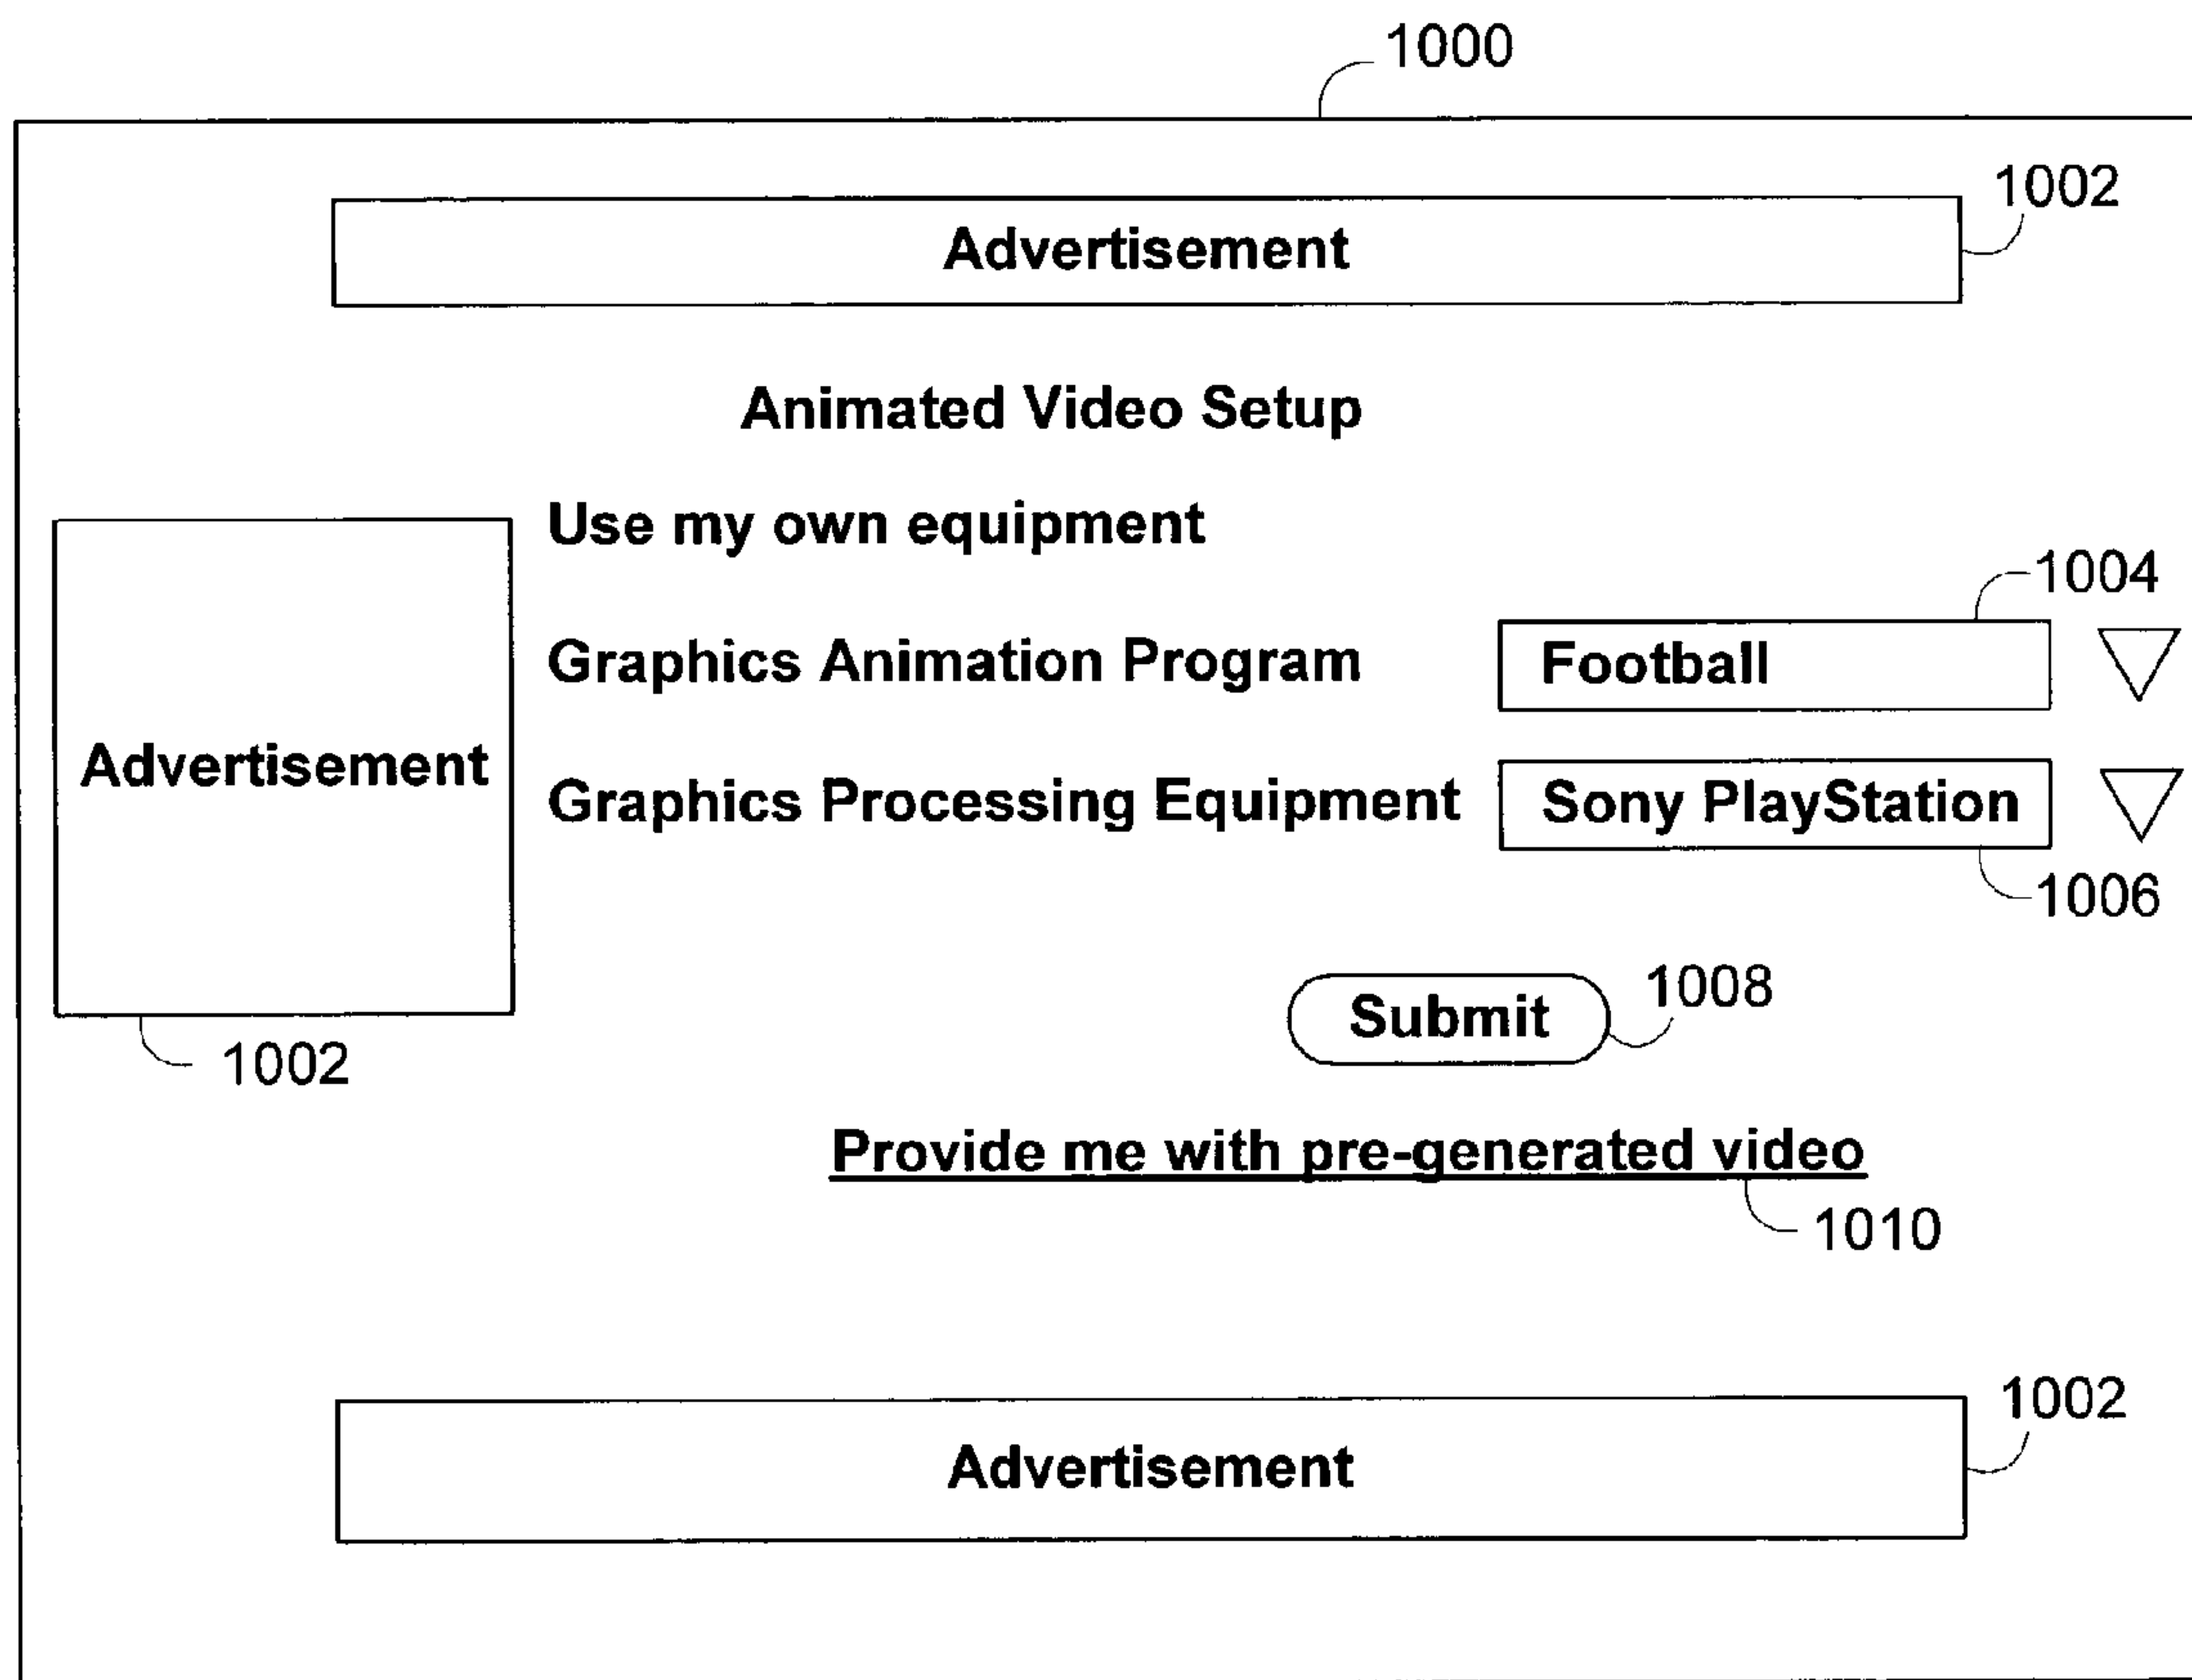 1000
1002
Advertisement
Animated Video Setup
Use my own equipment
1004
Graphics Animation Program Football
Advertisement
Graphics Processing Equipment Sony PlayStation
1006
Submit 1008
1002
Provide me with pre-generated video
1010
1002
Advertisement